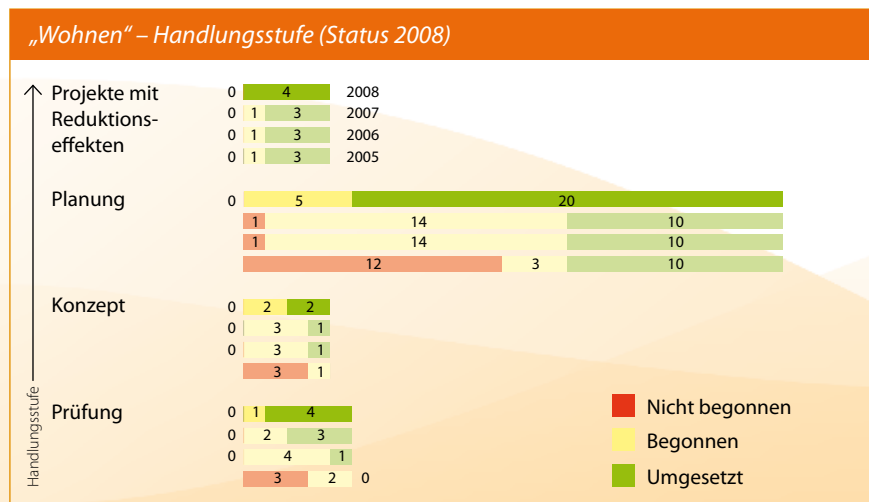 „Wohnen“ – Handlungsstufe (Status 2008)
Projekte mit
Reduktions-
effekten
0 4 2008
0 1 3 2007
0 1 3 2006
0 1 3 2005
Planung
0 5 20
1 14 10
1 14 10
12 3 10
Konzept
0 2 2
0 3 1
0 3 1
3 1
Prüfung
0 1 4
0 2 3
0 4 1
3 2 0
Handlungsstufe
Nicht begonnen
Begonnen
Umgesetzt